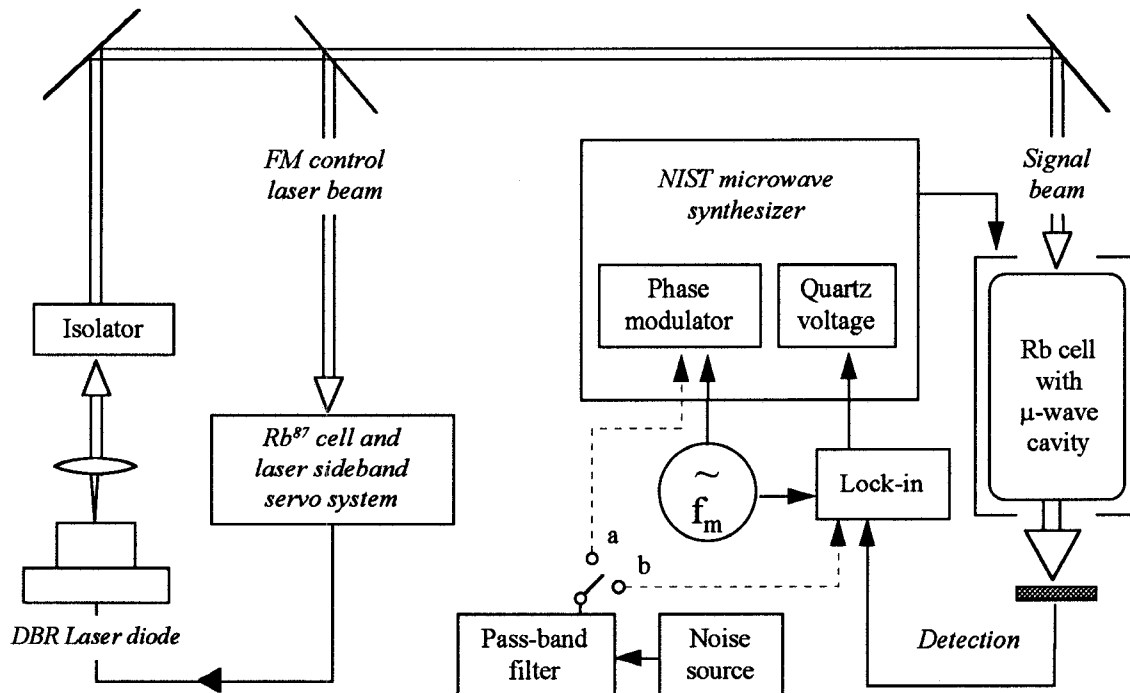 FM control
laser beam
NIST microwave
synthesizer
Signal
beam
Phase
modulator
Quartz
voltage
Isolator
Rb cell
with
μ-wave
cavity
Rb⁸⁷ cell and
laser sideband
servo system
~
fₘ
Lock-in
a
b
DBR Laser diode
Pass-band
filter
Noise
source
Detection